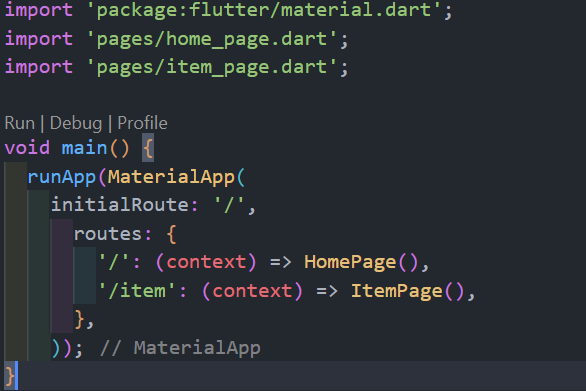 import 'package:flutter/material.dart';
import 'pages/home_page.dart';
import 'pages/item_page.dart';
Run | Debug | Profile
void main() {
  runApp(MaterialApp(
    initialRoute: '/',
      routes: {
        '/': (context) => HomePage(),
        '/item': (context) => ItemPage(),
      },
    )); // MaterialApp
}